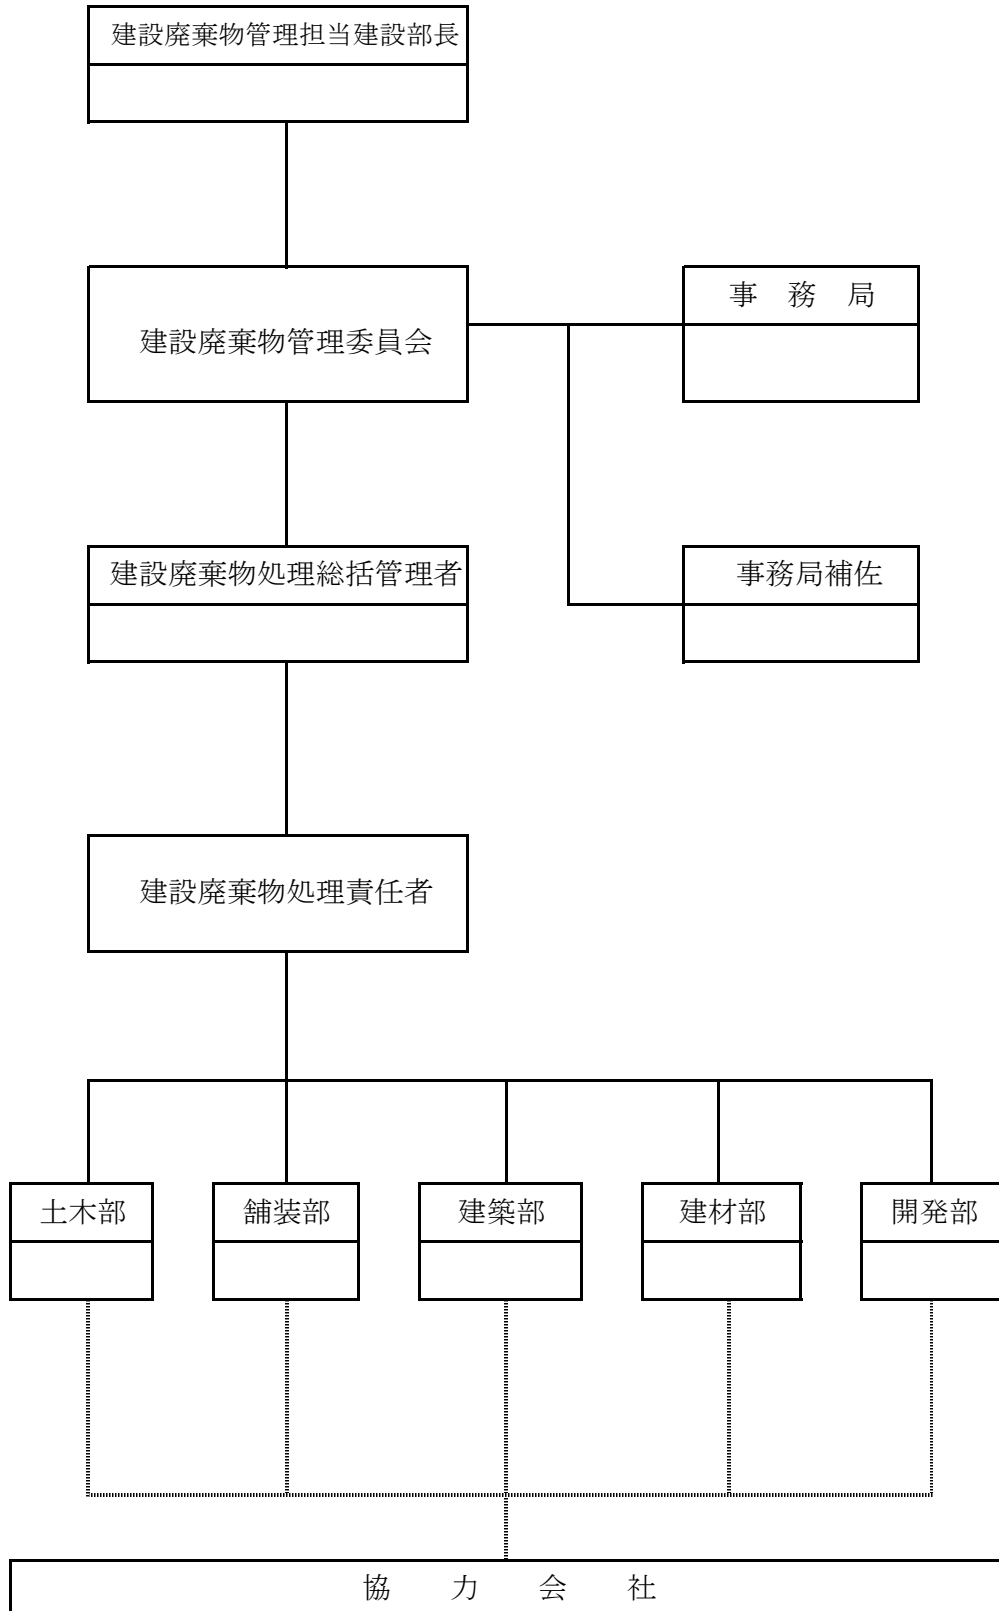 建設廃棄物管理担当建設部長
建設廃棄物管理委員会
事　務　局
建設廃棄物処理総括管理者
事務局補佐
建設廃棄物処理責任者
土木部
舗装部
建築部
建材部
開発部
協　　力　　会　　社